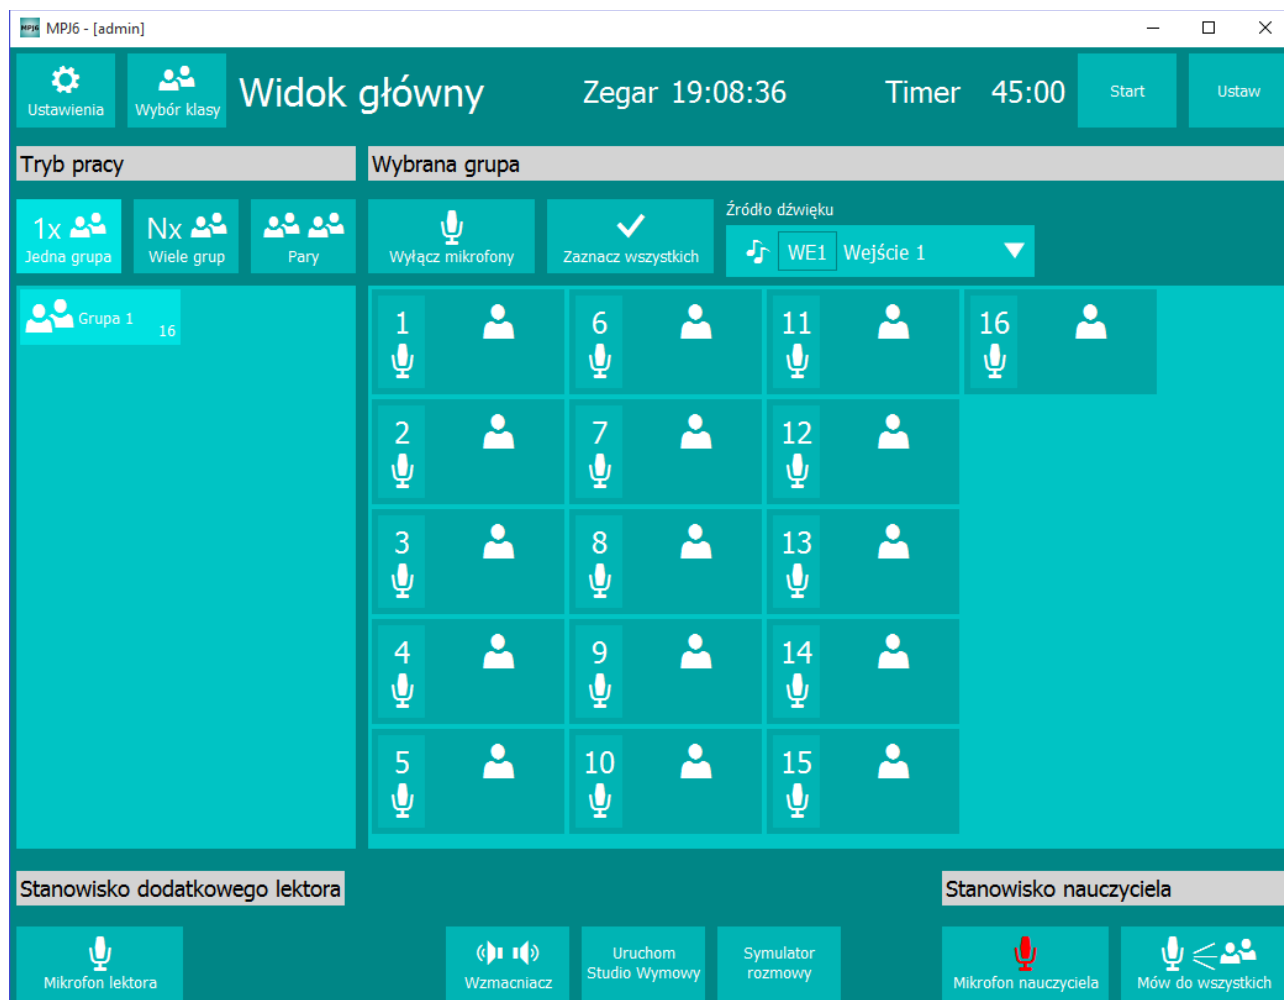 MPJ6 MPJ6 - [admin]
Ustawienia
Wybór klasy
Widok główny
Zegar 19:08:36
Timer 45:00
Start
Ustaw
Tryb pracy
Wybrana grupa
1x
Jedna grupa
Nx
Wiele grup
Pary
Wyłącz mikrofony
Zaznacz wszystkich
Źródło dźwięku
WE1 Wejście 1
Grupa 1
16
1 6 11 16
2 7 12
3 8 13
4 9 14
5 10 15
Stanowisko dodatkowego lektora
Stanowisko nauczyciela
Mikrofon lektora
Wzmacniacz
Uruchom
Studio Wymowy
Symulator
rozmowy
Mikrofon nauczyciela
Mów do wszystkich